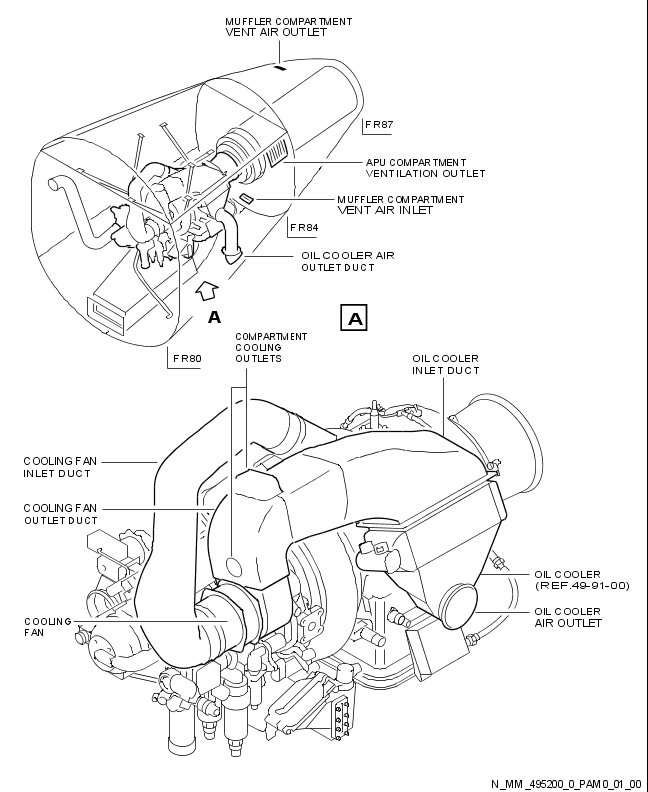 MUFFLER COMPARTMENT
VENT AIR OUTLET
FR87
APU COMPARTMENT
VENTILATION OUTLET
MUFFLER COMPARTMENT
VENT AIR INLET
FR84
OIL COOLER AIR
OUTLET DUCT
A
A
FR80
COMPARTMENT
COOLING
OUTLETS
OIL COOLER
INLET DUCT
COOLING FAN
INLET DUCT
COOLING FAN
OUTLET DUCT
OIL COOLER
(REF.49-91-00)
OIL COOLER
AIR OUTLET
COOLING
FAN
N_MM_495200_0_PAM0_01_00